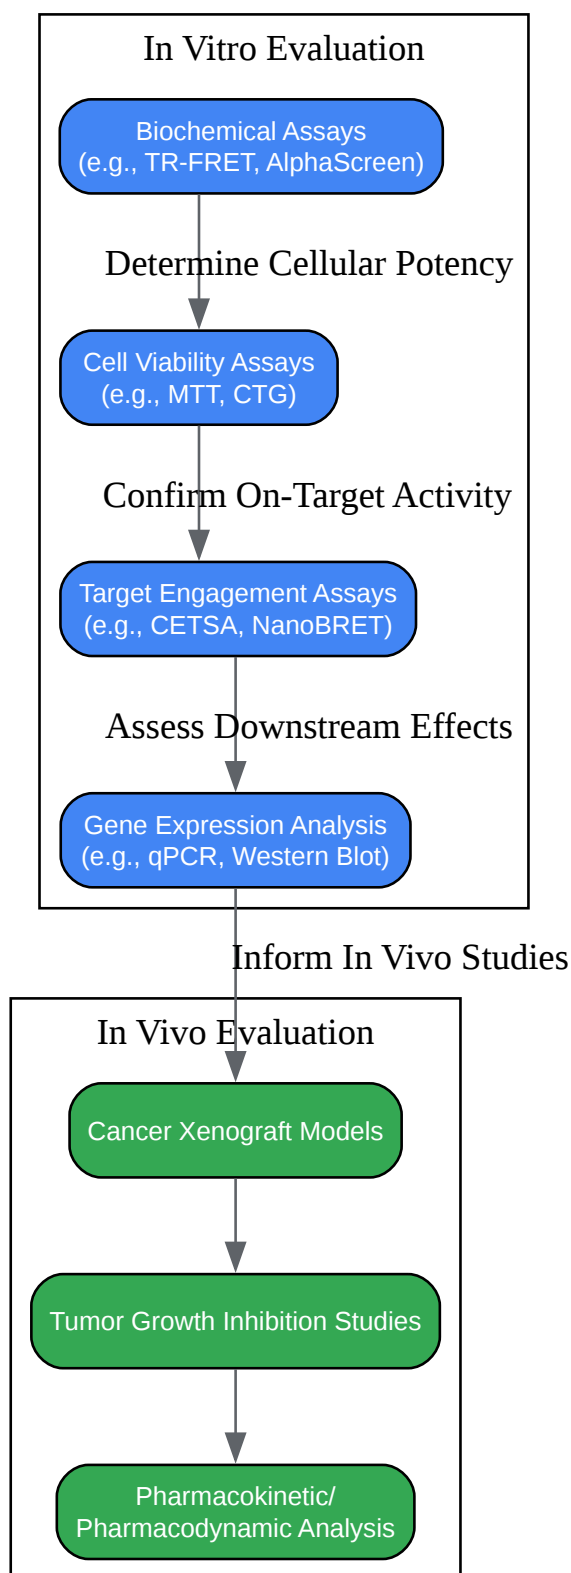 In Vitro Evaluation
Biochemical Assays
(e.g., TR-FRET, AlphaScreen)
Determine Cellular Potency
Cell Viability Assays
(e.g., MTT, CTG)
Confirm On-Target Activity
Target Engagement Assays
(e.g., CETSA, NanoBRET)
Assess Downstream Effects
Gene Expression Analysis
(e.g., qPCR, Western Blot)
Inform In Vivo Studies
In Vivo Evaluation
Cancer Xenograft Models
Tumor Growth Inhibition Studies
Pharmacokinetic/
Pharmacodynamic Analysis